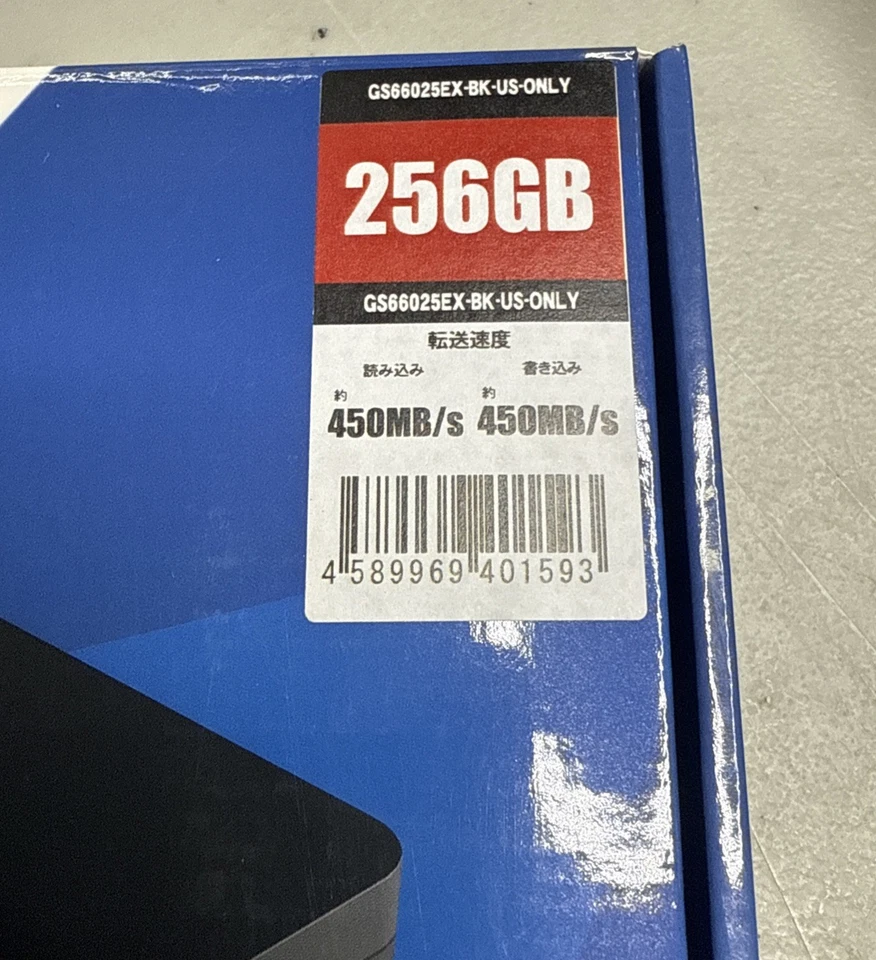 GS66025EX-BK-US-ONLY
256GB
GS66025EX-BK-US-ONLY
転送速度
読み込み 書き込み
約 約
450MB/s 450MB/s
4 589969 401593